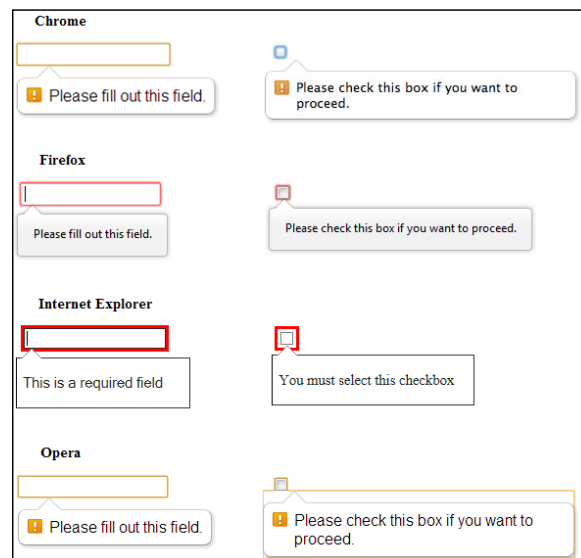 Chrome
Please fill out this field.
Please check this box if you want to
proceed.
Firefox
Please fill out this field.
Please check this box if you want to proceed.
Internet Explorer
This is a required field
You must select this checkbox
Opera
Please fill out this field.
Please check this box if you want to
proceed.